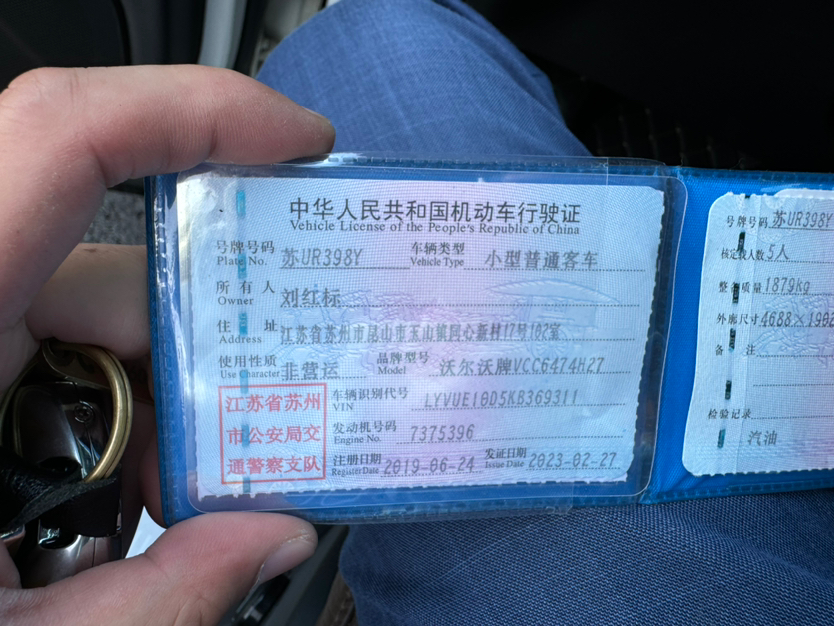 中华人民共和国机动车行驶证
Vehicle License of the People's Republic of China
号牌号码 Plate No. 苏UR398Y 车辆类型 Vehicle Type 小型普通客车
所有人 Owner 刘红标
住址 Address 江苏省苏州市昆山市玉山镇同心新村17号102室
使用性质 Use Character 非营运 品牌型号 Model 沃尔沃牌VCC6474H27
江苏省苏州
市公安局交
通警察支队
车辆识别代号 VIN LYVUE10D5KB369311
发动机号码 Engine No. 7375396
注册日期 Register Date 2019-06-24 发证日期 Issue Date 2023-02-27
号牌号码 苏UR398Y
核定载人数 5人
整备质量 1879kg
外廓尺寸 4688×190
备注
检验记录
汽油